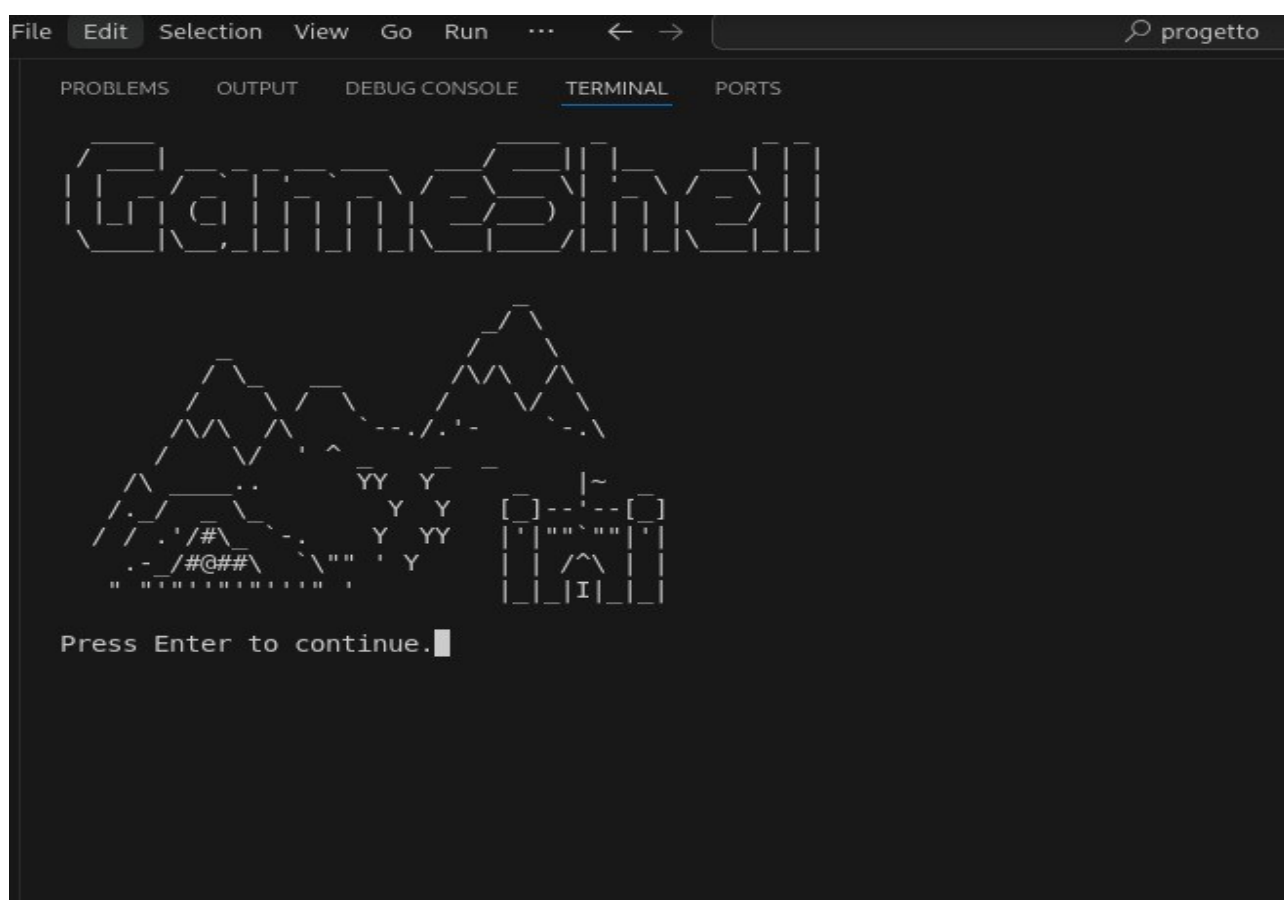 File Edit Selection View Go Run ··· ← → progetto
PROBLEMS OUTPUT DEBUG CONSOLE TERMINAL PORTS
GameShell
Press Enter to continue.